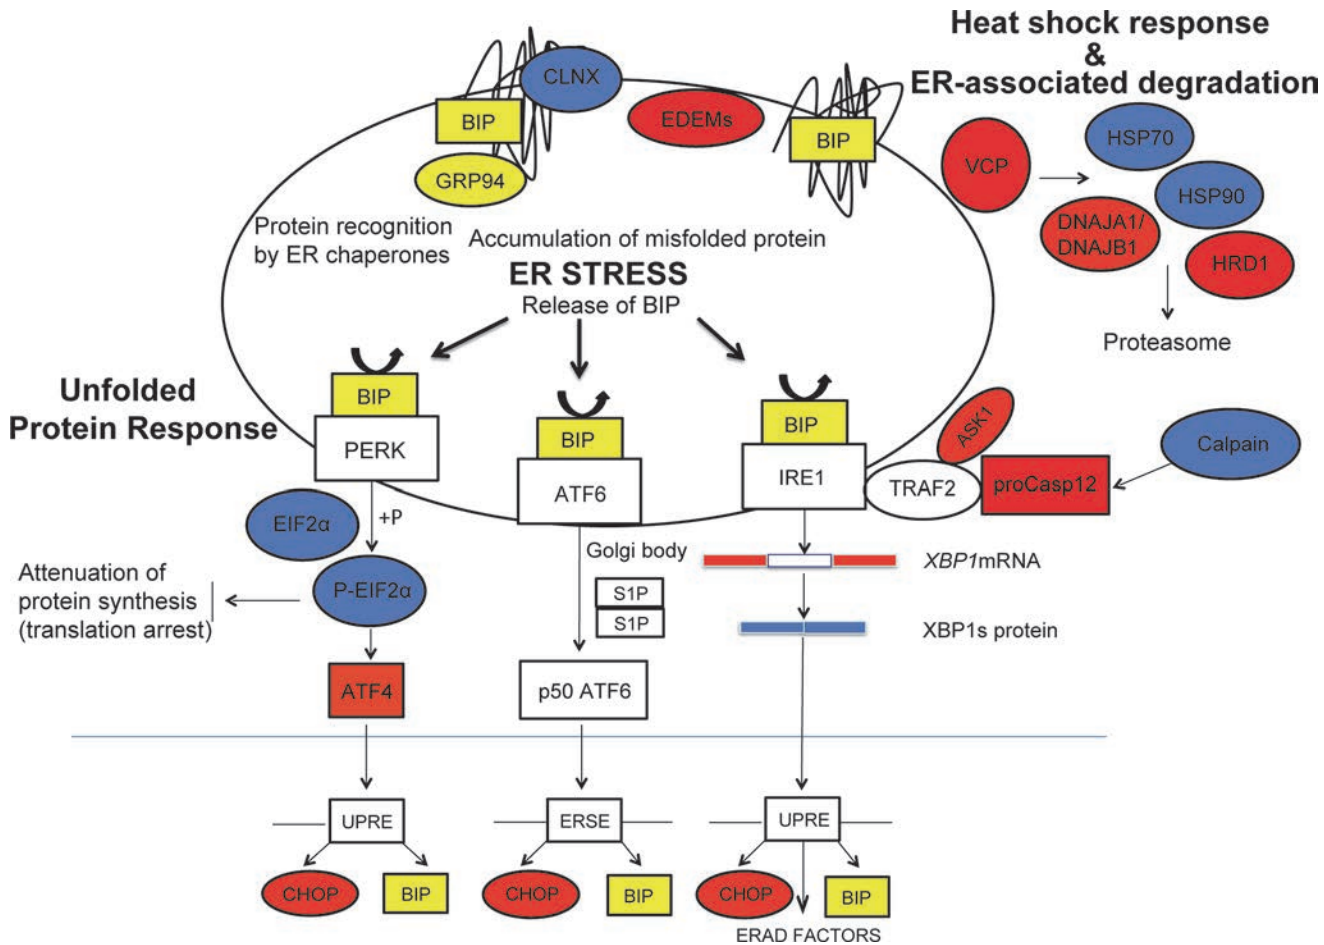 Heat shock response
&
ER-associated degradation
CLNX
BIP
EDEMs
BIP
GRP94
VCP
HSP70
HSP90
DNAJA1/
DNAJB1
HRD1
Proteasome
Protein recognition
by ER chaperones
Accumulation of misfolded protein
ER STRESS
Release of BIP
Unfolded
Protein Response
BIP
PERK
BIP
ATF6
BIP
IRE1
TRAF2
ASK1
proCasp12
Calpain
EIF2α
+P
P-EIF2α
Attenuation of
protein synthesis
(translation arrest)
ATF4
Golgi body
S1P
S1P
p50 ATF6
XBP1mRNA
XBP1s protein
UPRE
CHOP
BIP
ERSE
CHOP
BIP
UPRE
CHOP
BIP
ERAD FACTORS